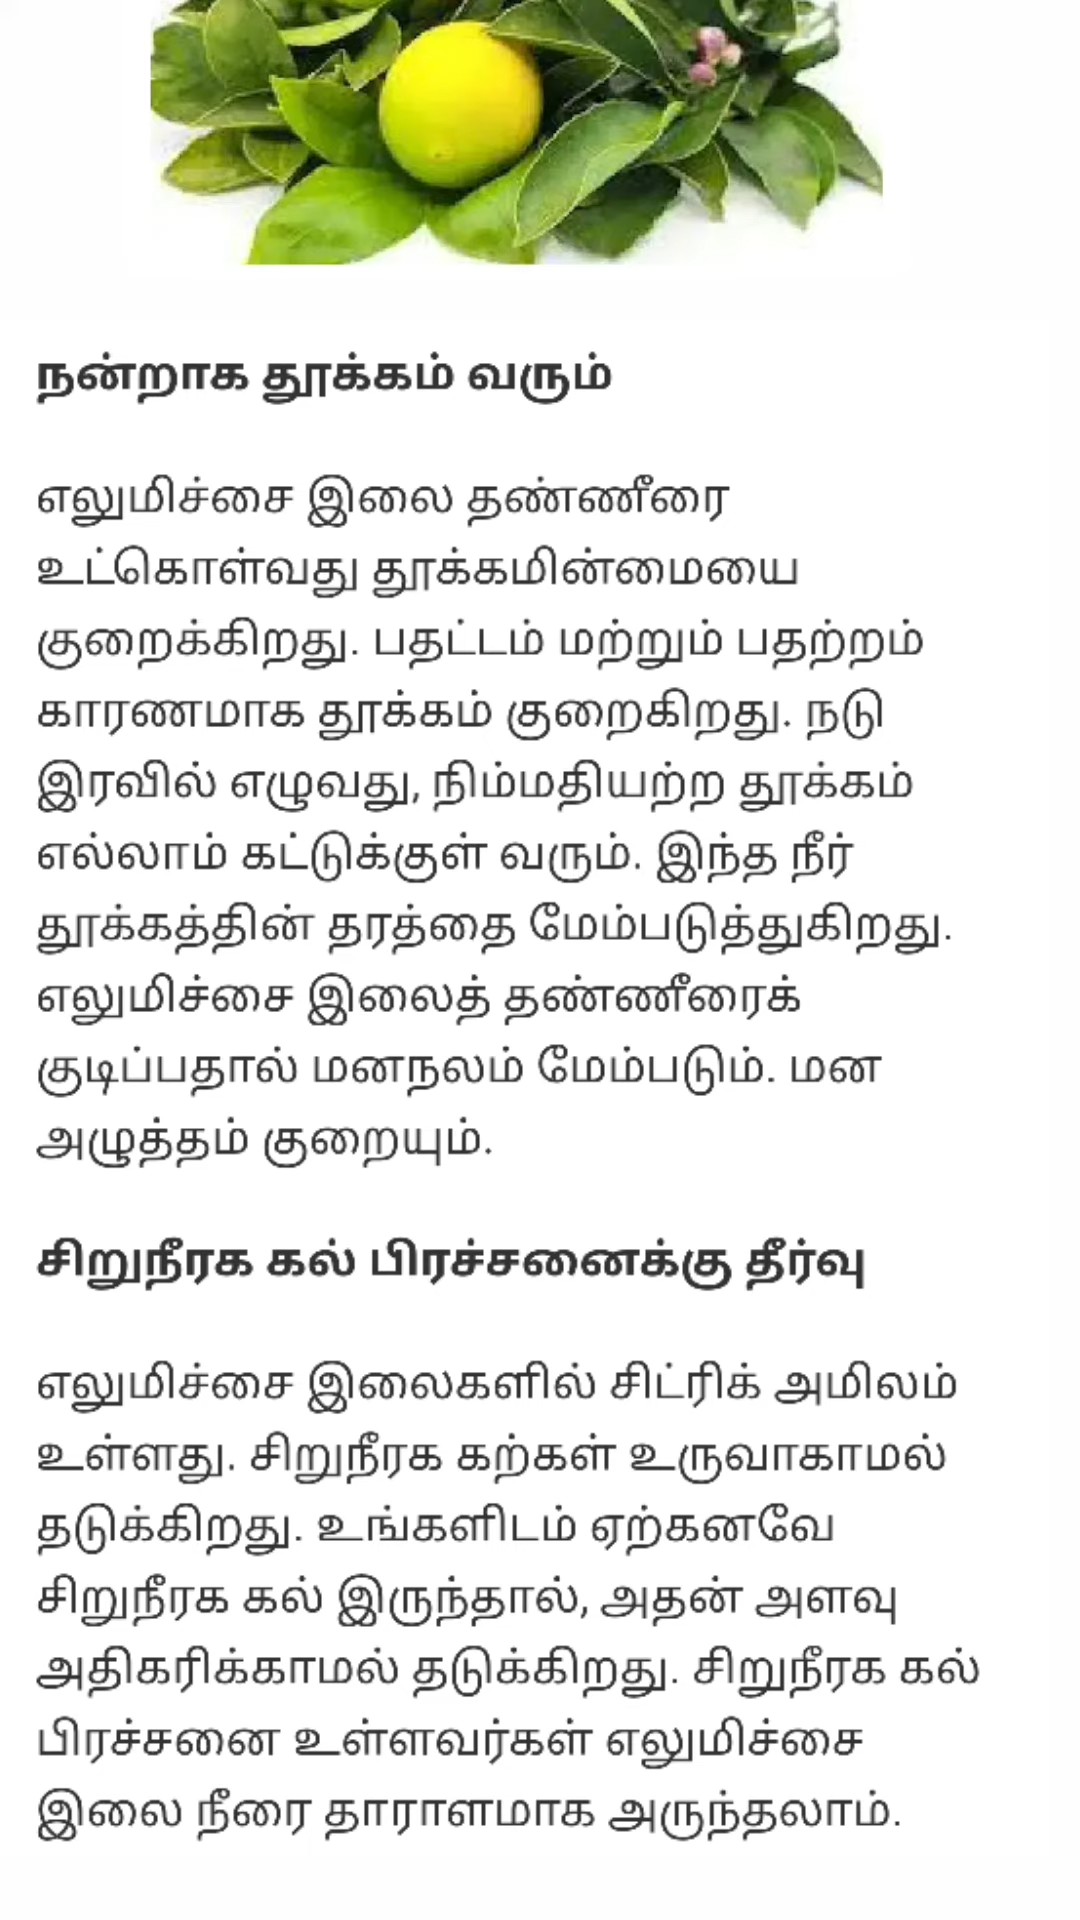 நன்றாக தூக்கம் வரும்
எலுமிச்சை இலை தண்ணீரை
உட்கொள்வது தூக்கமின்மையை
குறைக்கிறது. பதட்டம் மற்றும் பதற்றம்
காரணமாக தூக்கம் குறைகிறது. நடு
இரவில் எழுவது, நிம்மதியற்ற தூக்கம்
எல்லாம் கட்டுக்குள் வரும். இந்த நீர்
தூக்கத்தின் தரத்தை மேம்படுத்துகிறது.
எலுமிச்சை இலைத் தண்ணீரைக்
குடிப்பதால் மனநலம் மேம்படும். மன
அழுத்தம் குறையும்.
சிறுநீரக கல் பிரச்சனைக்கு தீர்வு
எலுமிச்சை இலைகளில் சிட்ரிக் அமிலம்
உள்ளது. சிறுநீரக கற்கள் உருவாகாமல்
தடுக்கிறது. உங்களிடம் ஏற்கனவே
சிறுநீரக கல் இருந்தால், அதன் அளவு
அதிகரிக்காமல் தடுக்கிறது. சிறுநீரக கல்
பிரச்சனை உள்ளவர்கள் எலுமிச்சை
இலை நீரை தாராளமாக அருந்தலாம்.